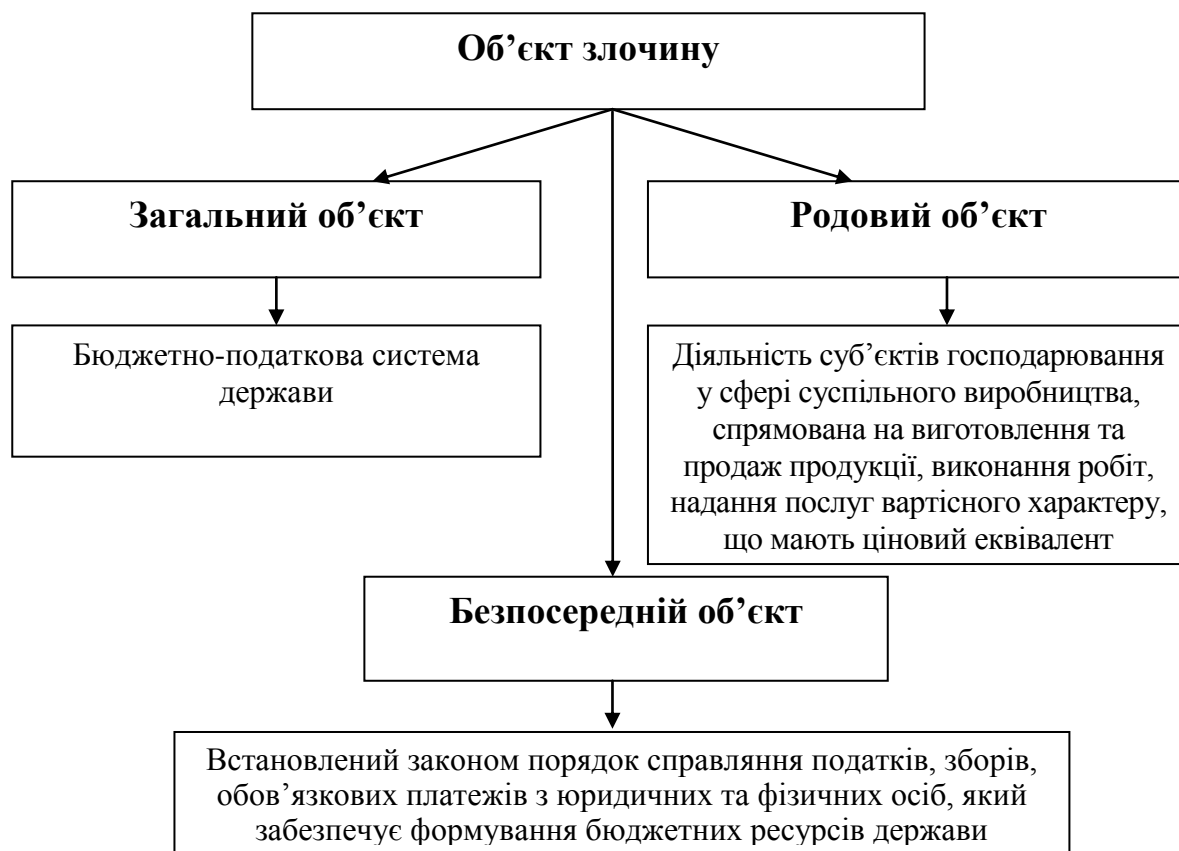 Об’єкт злочину
Загальний об’єкт
Родовий об’єкт
Бюджетно-податкова система
держави
Діяльність суб’єктів господарювання
у сфері суспільного виробництва,
спрямована на виготовлення та
продаж продукції, виконання робіт,
надання послуг вартісного характеру,
що мають ціновий еквівалент
Безпосередній об’єкт
Встановлений законом порядок справляння податків, зборів,
обов’язкових платежів з юридичних та фізичних осіб, який
забезпечує формування бюджетних ресурсів держави